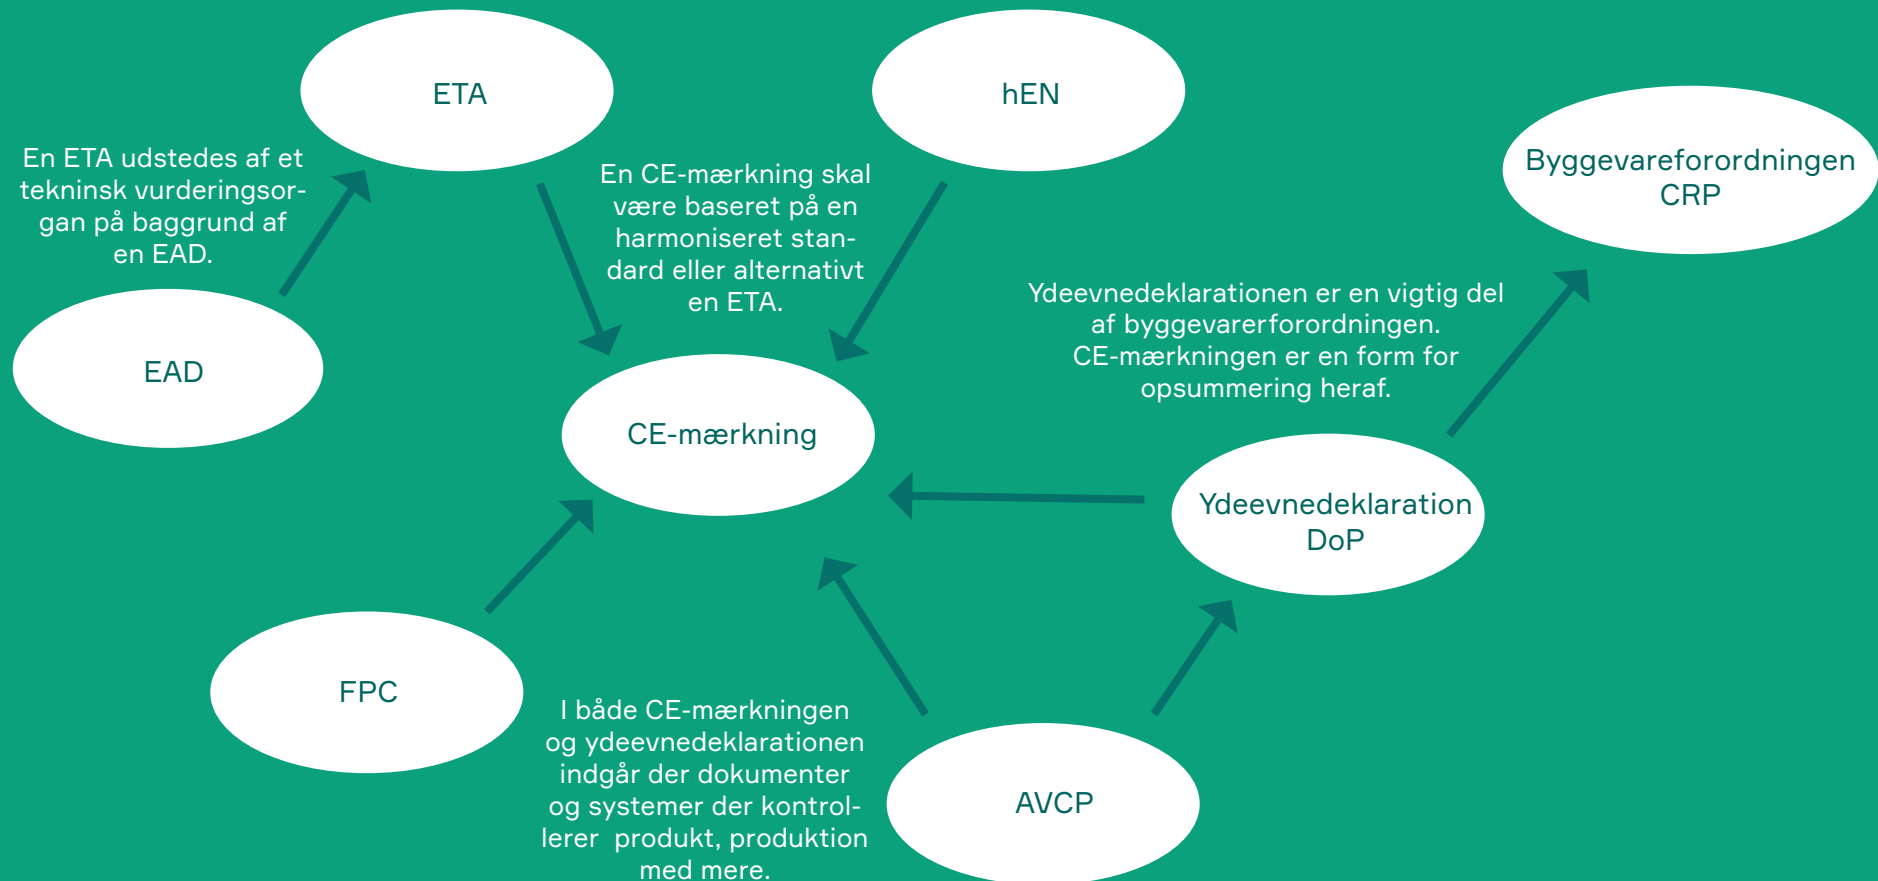 ETA
hEN
Byggevareforordningen
CRP
En ETA udstedes af et
tekninsk vurderingsor-
gan på baggrund af
en EAD.
En CE-mærkning skal
være baseret på en
harmoniseret stan-
dard eller alternativt
en ETA.
Ydeevnedeklarationen er en vigtig del
af byggevarerforordningen.
CE-mærkningen er en form for
opsummering heraf.
EAD
CE-mærkning
Ydeevnedeklaration
DoP
FPC
I både CE-mærkningen
og ydeevnedeklarationen
indgår der dokumenter
og systemer der kontrol-
lerer  produkt, produktion
med mere.
AVCP